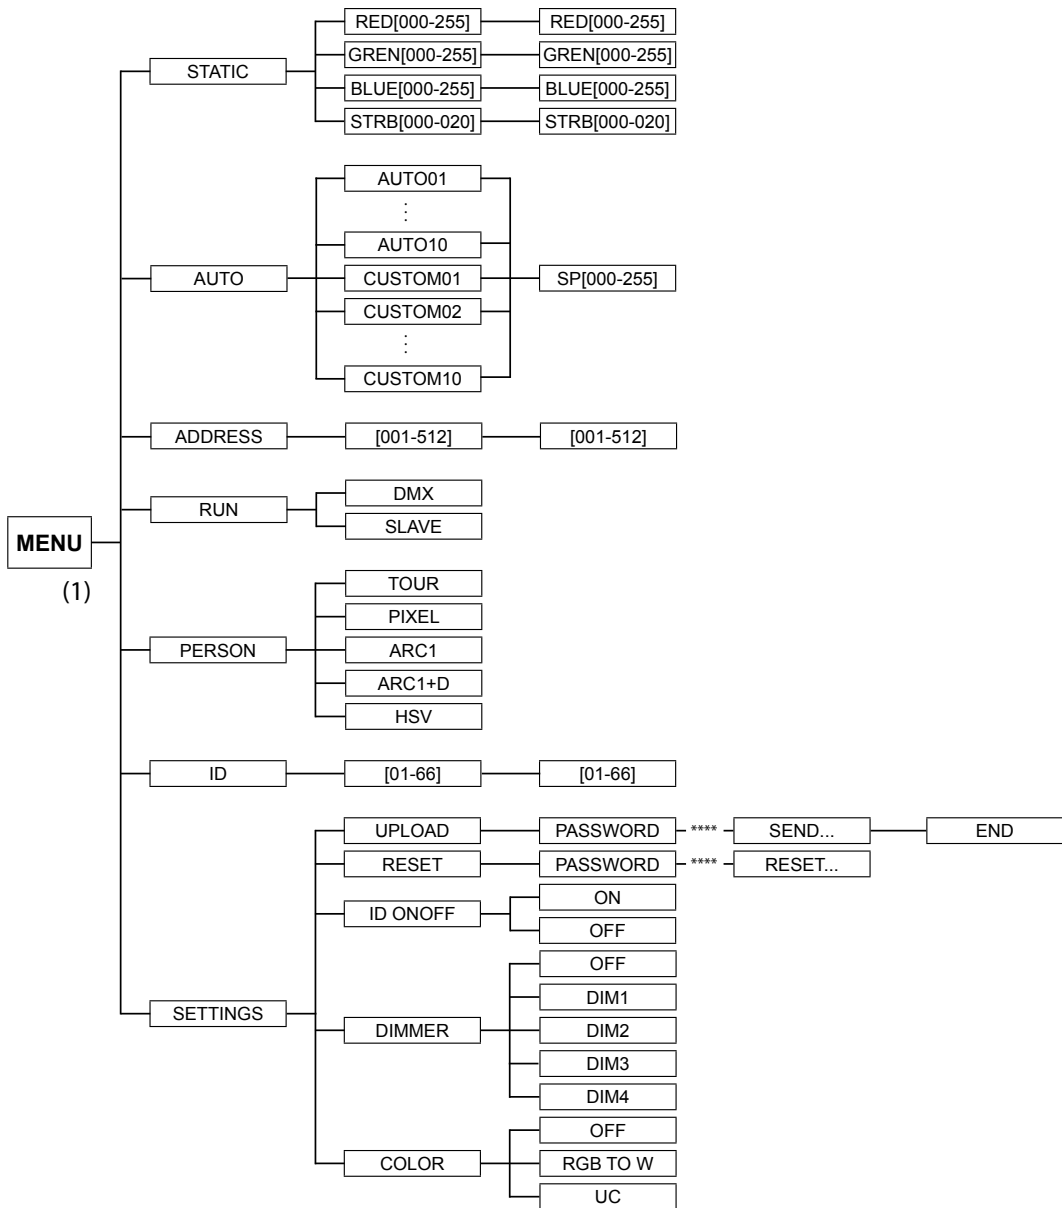 RED[000-255] RED[000-255]
GREN[000-255] GREN[000-255]
STATIC
BLUE[000-255] BLUE[000-255]
STRB[000-020] STRB[000-020]
AUTO01
AUTO10
AUTO CUSTOM01 SP[000-255]
CUSTOM02
CUSTOM10
ADDRESS [001-512] [001-512]
DMX
RUN
SLAVE
MENU
(1)
TOUR
PIXEL
PERSON ARC1
ARC1+D
HSV
ID [01-66] [01-66]
UPLOAD PASSWORD **** SEND... END
RESET PASSWORD **** RESET...
ON
ID ONOFF
OFF
OFF
DIM1
SETTINGS
DIMMER DIM2
DIM3
DIM4
OFF
COLOR RGB TO W
UC